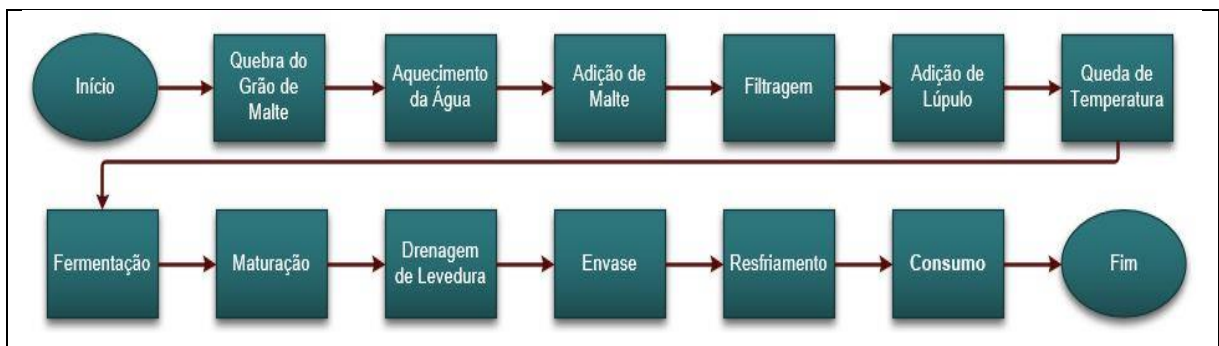 Início
Quebra do
Grão de
Malte
Aquecimento
da Água
Adição de
Malte
Filtragem
Adição de
Lúpulo
Queda de
Temperatura
Fermentação
Maturação
Drenagem
de Levedura
Envase
Resfriamento
Consumo
Fim